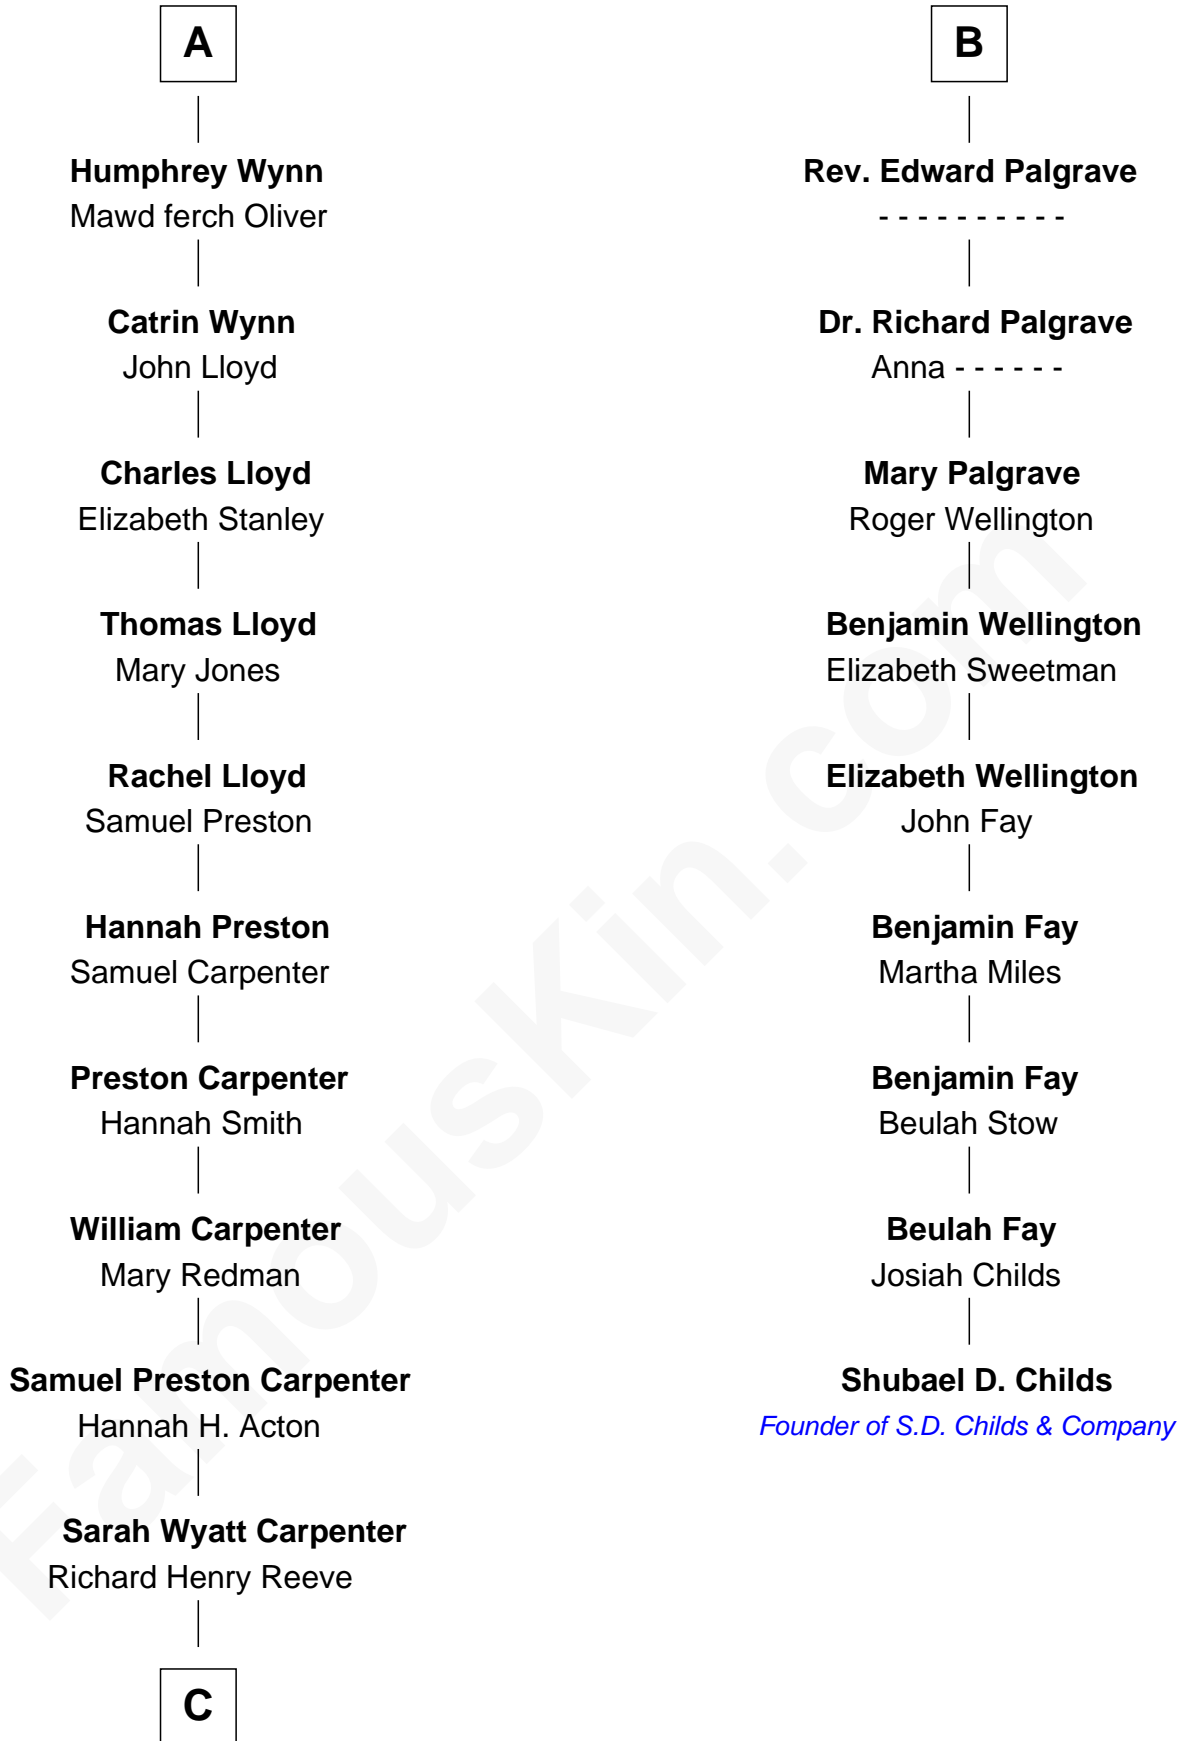 A
Humphrey Wynn
Mawd ferch Oliver
Catrin Wynn
John Lloyd
Charles Lloyd
Elizabeth Stanley
Thomas Lloyd
Mary Jones
Rachel Lloyd
Samuel Preston
Hannah Preston
Samuel Carpenter
Preston Carpenter
Hannah Smith
William Carpenter
Mary Redman
Samuel Preston Carpenter
Hannah H. Acton
Sarah Wyatt Carpenter
Richard Henry Reeve
C
B
Rev. Edward Palgrave
- - - - - - - - - -
Dr. Richard Palgrave
Anna - - - - - -
Mary Palgrave
Roger Wellington
Benjamin Wellington
Elizabeth Sweetman
Elizabeth Wellington
John Fay
Benjamin Fay
Martha Miles
Benjamin Fay
Beulah Stow
Beulah Fay
Josiah Childs
Shubael D. Childs
Founder of S.D. Childs & Company
FamousKin.com